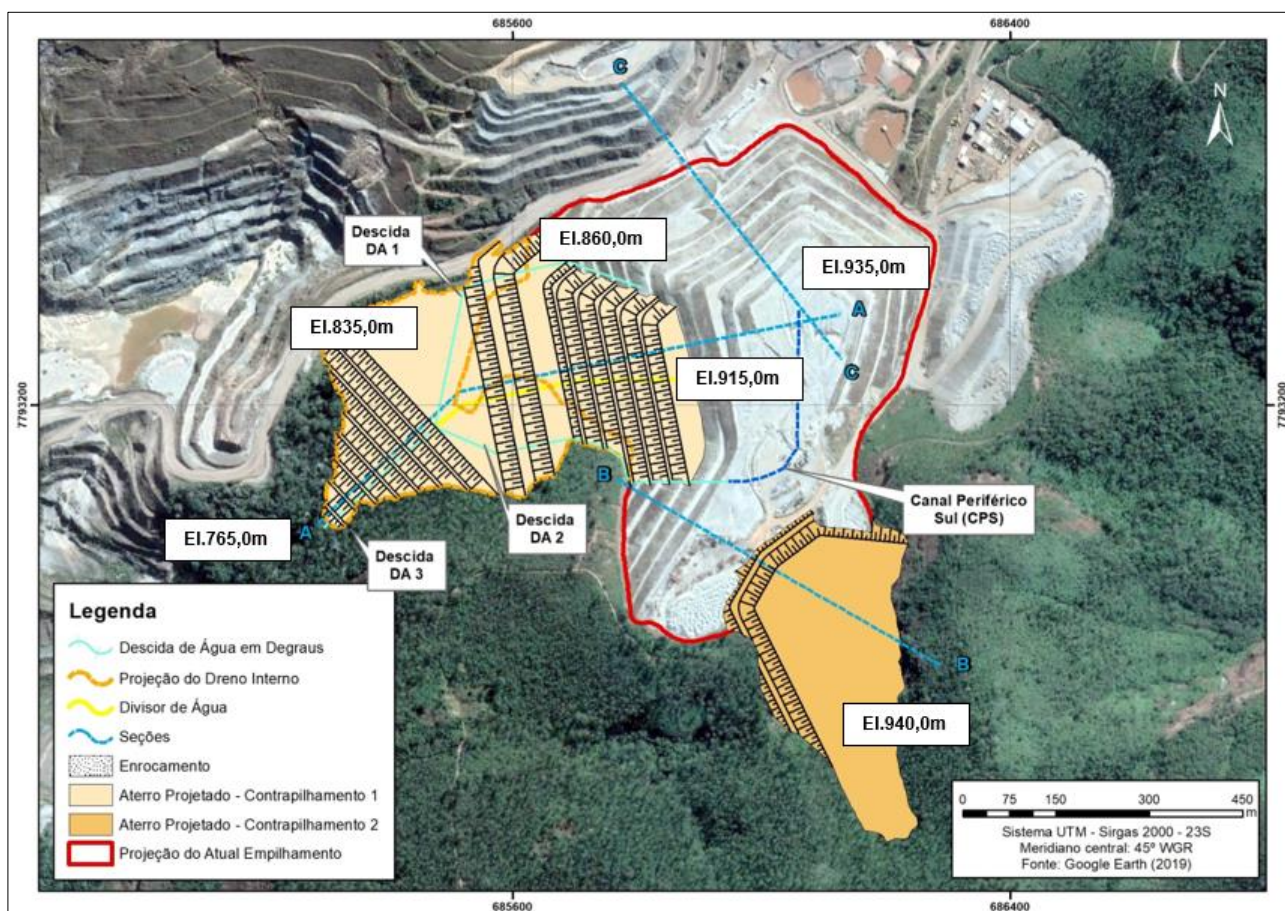 685600
686400
C
N
Descida
DA 1
El.860,0m
El.935,0m
El.835,0m
A
C
El.915,0m
7793200
7793200
B
Canal Periférico
Sul (CPS)
El.765,0m
A
Descida
DA 2
Descida
DA 3
B
El.940,0m
Legenda
Descida de Água em Degraus
Projeção do Dreno Interno
Divisor de Água
Seções
Enrocamento
Aterro Projetado - Contrapilhamento 1
Aterro Projetado - Contrapilhamento 2
Projeção do Atual Empilhamento
0 75 150 300 450
m
Sistema UTM - Sirgas 2000 - 23S
Meridiano central: 45º WGR
Fonte: Google Earth (2019)
685600
686400